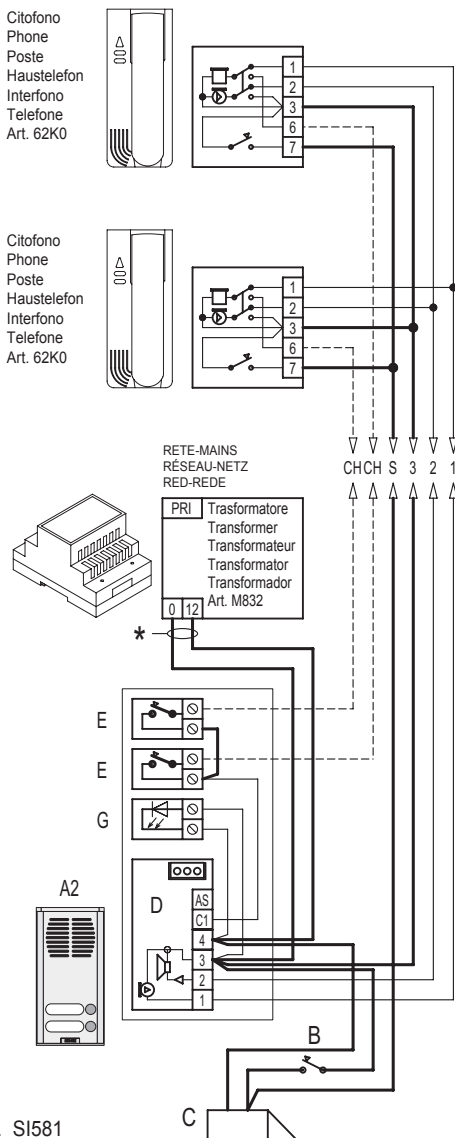 Citofono
Phone
Poste
Haustelefon
Interfono
Telefone
Art. 62K0
1
2
3
6
7
Citofono
Phone
Poste
Haustelefon
Interfono
Telefone
Art. 62K0
1
2
3
6
7
RETE-MAINS
RÉSEAU-NETZ
RED-REDE
CH CH S 3 2 1
PRI
Trasformatore
Transformer
Transformateur
Transformator
Transformador
Art. M832
0 12
*
E
E
G
A2
D
AS
C1
4
3
2
1
B
C
SI581